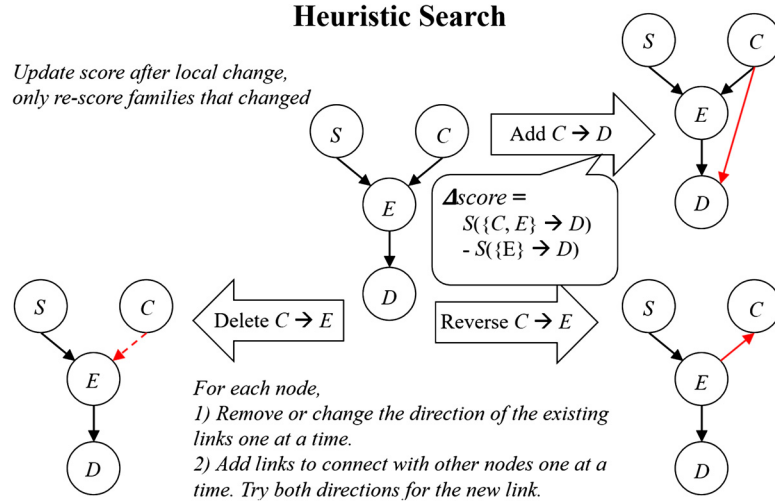 Heuristic Search
Update score after local change,
only re-score families that changed
S
C
E
D
Add C → D
S
C
E
D
Δscore =
S({C, E} → D)
- S({E} → D)
S
C
E
D
Delete C → E
Reverse C → E
S
C
E
D
For each node,
1) Remove or change the direction of the existing
links one at a time.
2) Add links to connect with other nodes one at a
time. Try both directions for the new link.